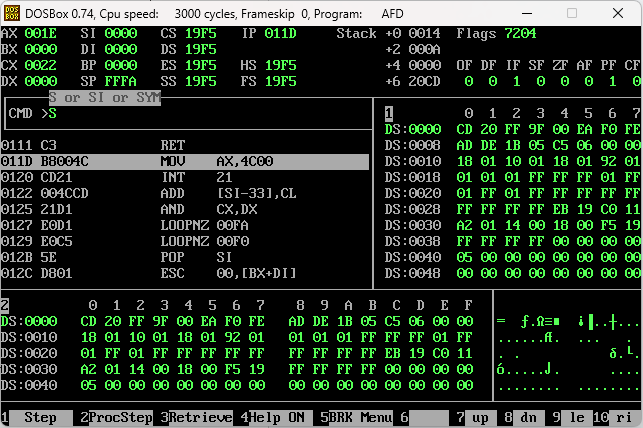 DOSBox 0.74, Cpu speed: 3000 cycles, Frameskip 0, Program: AFD
AX 001E SI 0000 CS 19F5 IP 011D Stack +0 0014 Flags 7204
BX 0000 DI 0000 DS 19F5 +2 000A
CX 0022 BP 0000 ES 19F5 HS 19F5 +4 0000 OF DF IF SF ZF AF PF CF
DX 0000 SP FFFA SS 19F5 FS 19F5 +6 20CD 0 0 1 0 0 0 1 0
S or SI or SYM
CMD >S
1 0 1 2 3 4 5 6 7
DS:0000 CD 20 FF 9F 00 EA F0 FE
DS:0008 AD DE 1B 05 C5 06 00 00
DS:0010 18 01 10 01 18 01 92 01
DS:0018 01 01 01 FF FF FF 01 FF
DS:0020 01 FF 01 FF FF FF FF FF
DS:0028 FF FF FF FF EB 19 C0 11
DS:0030 A2 01 14 00 18 00 F5 19
DS:0038 FF FF FF FF 00 00 00 00
DS:0040 05 00 00 00 00 00 00 00
DS:0048 00 00 00 00 00 00 00 00
0111 C3 RET
011D B8004C MOV AX,4C00
0120 CD21 INT 21
0122 004CCD ADD [SI-33],CL
0125 21D1 AND CX,DX
0127 E0D1 LOOPNZ 00FA
0129 E0C5 LOOPNZ 00F0
012B 5E POP SI
012C D801 ESC 00,[BX+DI]
2 0 1 2 3 4 5 6 7 8 9 A B C D E F
DS:0000 CD 20 FF 9F 00 EA F0 FE AD DE 1B 05 C5 06 00 00
DS:0010 18 01 10 01 18 01 92 01 01 01 01 FF FF FF 01 FF
DS:0020 01 FF 01 FF FF FF FF FF FF FF FF FF EB 19 C0 11
DS:0030 A2 01 14 00 18 00 F5 19 FF FF FF FF 00 00 00 00
DS:0040 05 00 00 00 00 00 00 00 00 00 00 00 00 00 00 00
= ƒ.Ω≡■ ¡▐..┼...
......ff. ... .
. . δ.└.
ó.....⌡. ....
........ ........
1 Step 2ProcStep 3Retrieve 4Help ON 5BRK Menu 6 7 up 8 dn 9 le 10 ri